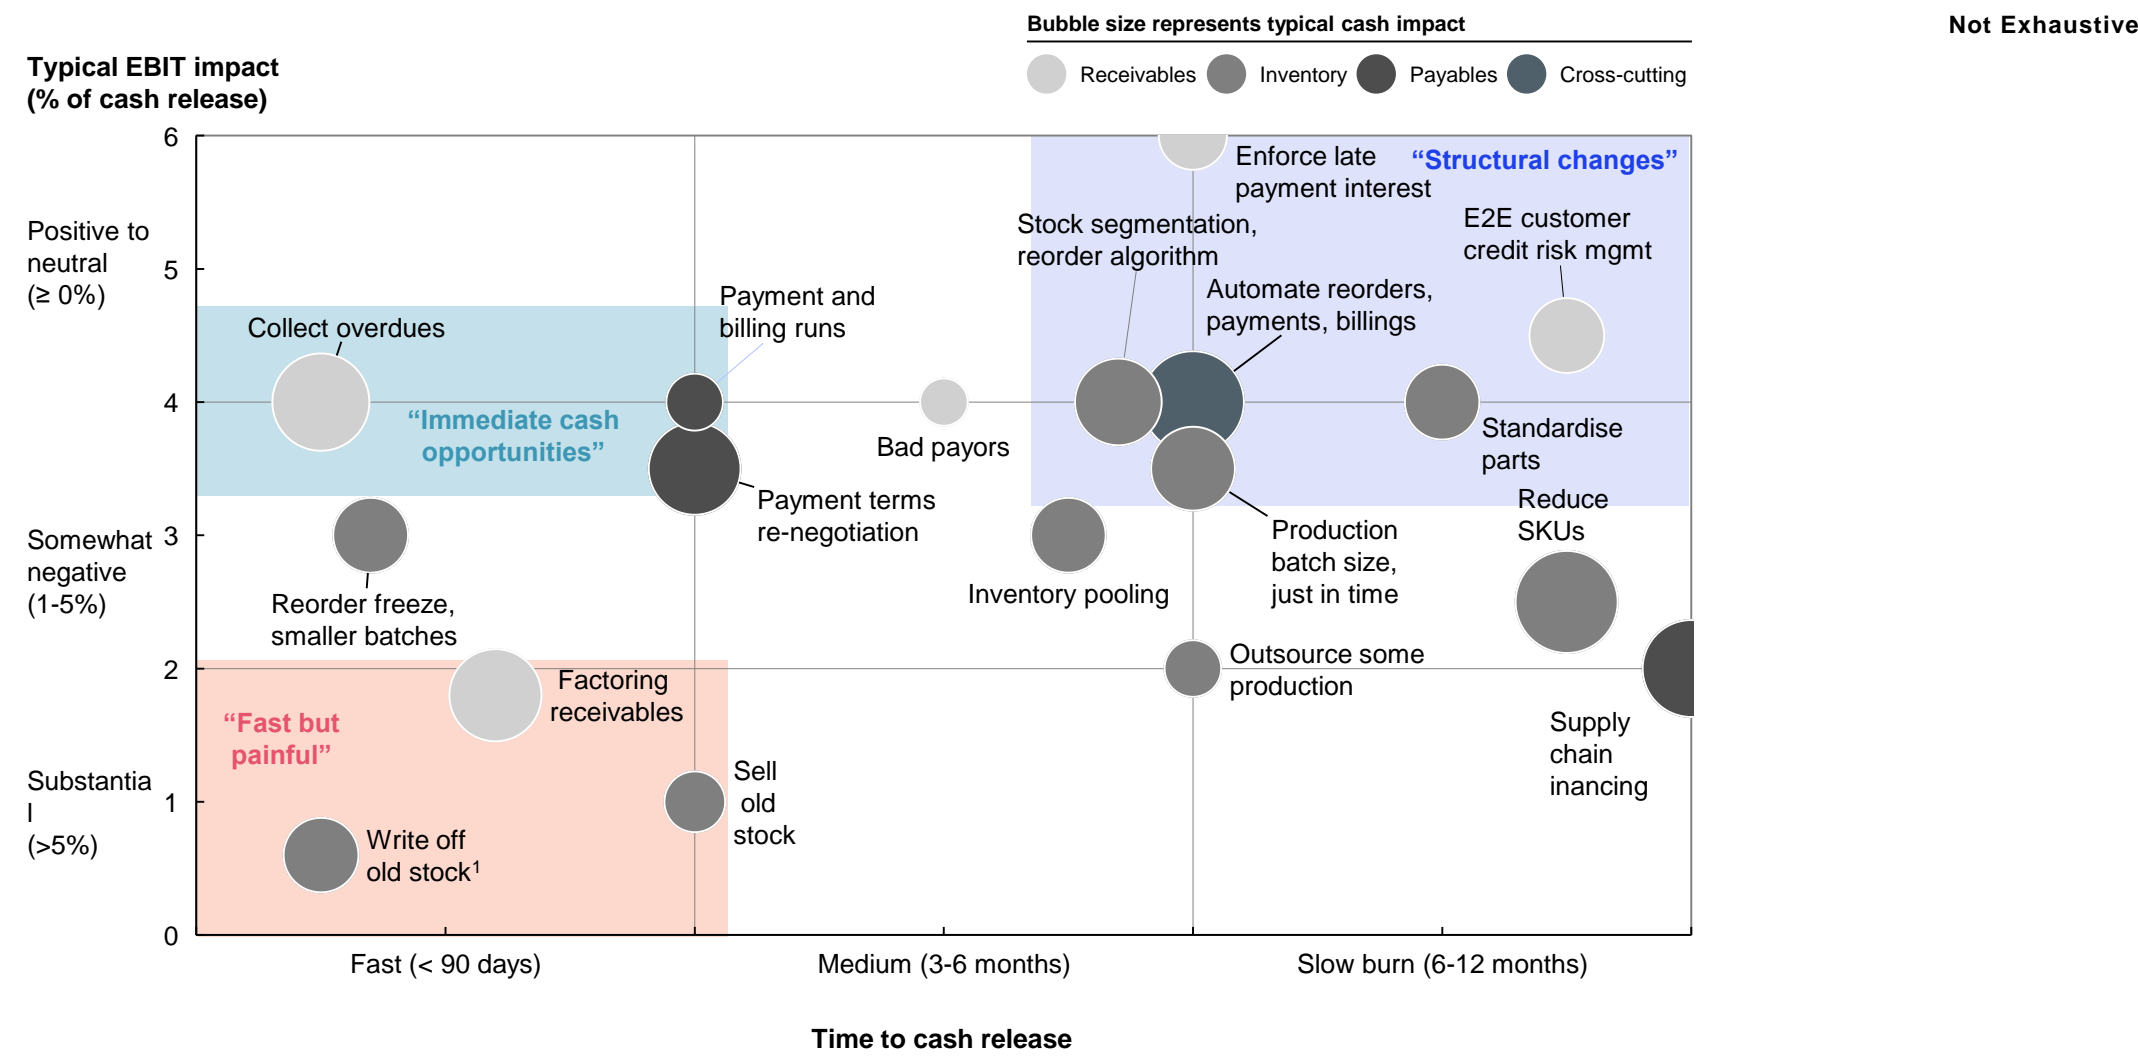 Bubble size represents typical cash impact
Not Exhaustive
Receivables
Inventory
Payables
Cross-cutting
Typical EBIT impact
(% of cash release)
6
5
4
3
2
1
0
Positive to
neutral
(≥ 0%)
Somewhat
negative
(1-5%)
Substantia
l
(>5%)
Enforce late
payment interest
“Structural changes”
Stock segmentation,
reorder algorithm
E2E customer
credit risk mgmt
Automate reorders,
payments, billings
Payment and
billing runs
Collect overdues
“Immediate cash
opportunities”
Bad payors
Standardise
parts
Payment terms
re-negotiation
Reduce
SKUs
Production
batch size,
just in time
Inventory pooling
Reorder freeze,
smaller batches
Outsource some
production
Factoring
receivables
“Fast but
painful”
Supply
chain
inancing
Sell
old
stock
Write off
old stock¹
Fast (< 90 days)
Medium (3-6 months)
Slow burn (6-12 months)
Time to cash release